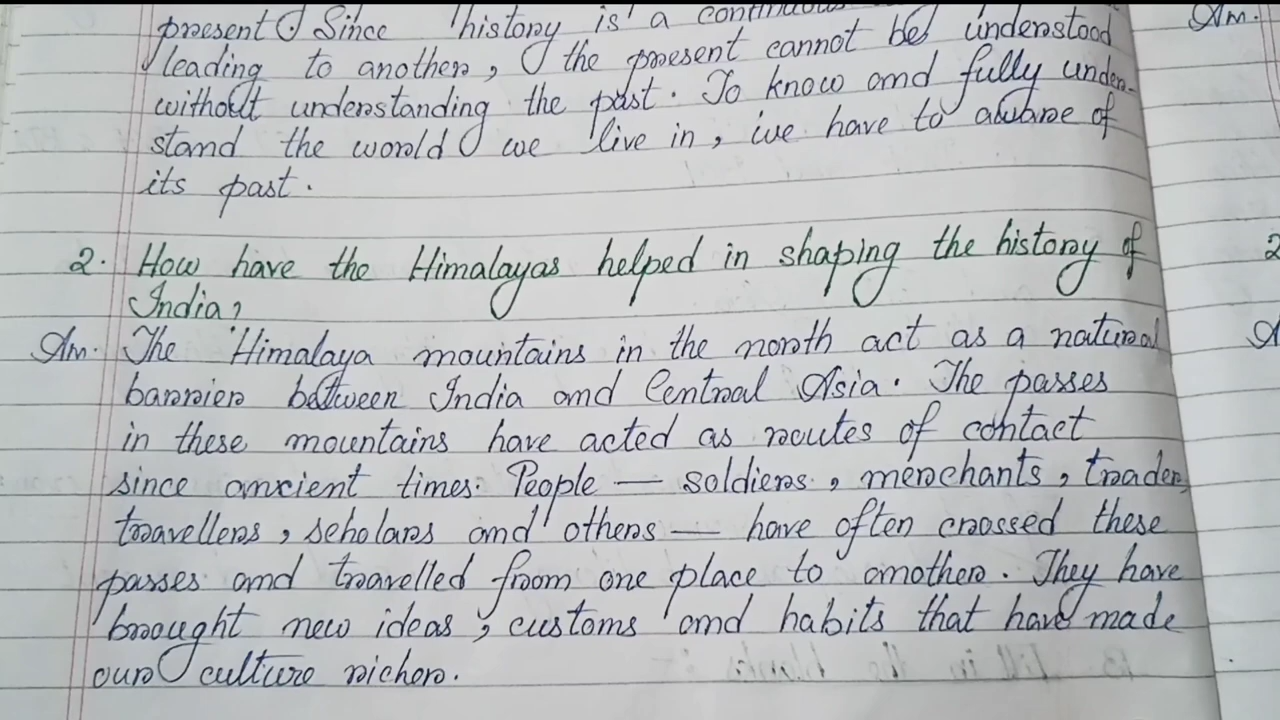 present. Since history is a continuous
leading to another, the present cannot be understood
without understanding the past. To know and fully under-
stand the world we live in, we have to aware of
its past.
2. How have the Himalayas helped in shaping the history of
India?
Ans. The Himalaya mountains in the north act as a natural
barrier between India and Central Asia. The passes
in these mountains have acted as routes of contact
since ancient times. People — soldiers, merchants, trader,
travellers, scholars and others — have often crossed these
passes and travelled from one place to another. They have
brought new ideas, customs and habits that have made
our culture richer.
Ans.
2